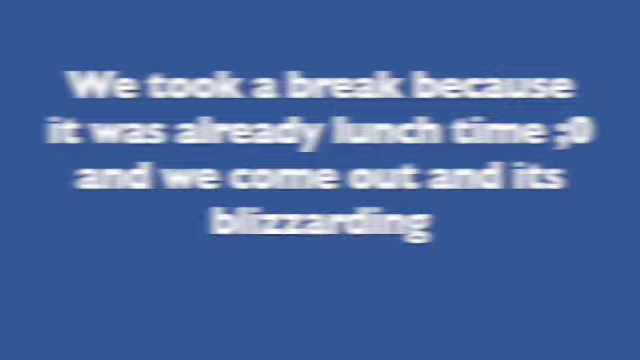 We took a break because
it was already lunch time ;0
and we come out and its
blizzarding